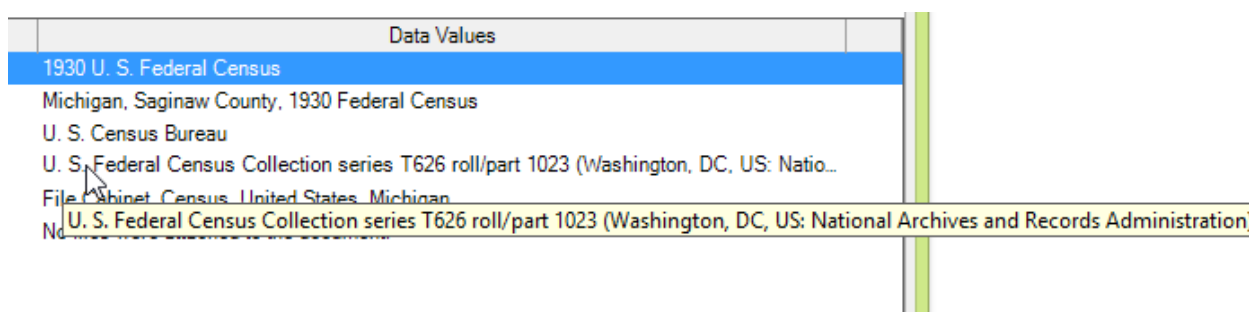 Data Values
1930 U. S. Federal Census
Michigan, Saginaw County, 1930 Federal Census
U. S. Census Bureau
U. S. Federal Census Collection series T626 roll/part 1023 (Washington, DC, US: Natio...
File Cabinet, Census, United States, Michigan
U. S. Federal Census Collection series T626 roll/part 1023 (Washington, DC, US: National Archives and Records Administration)
No